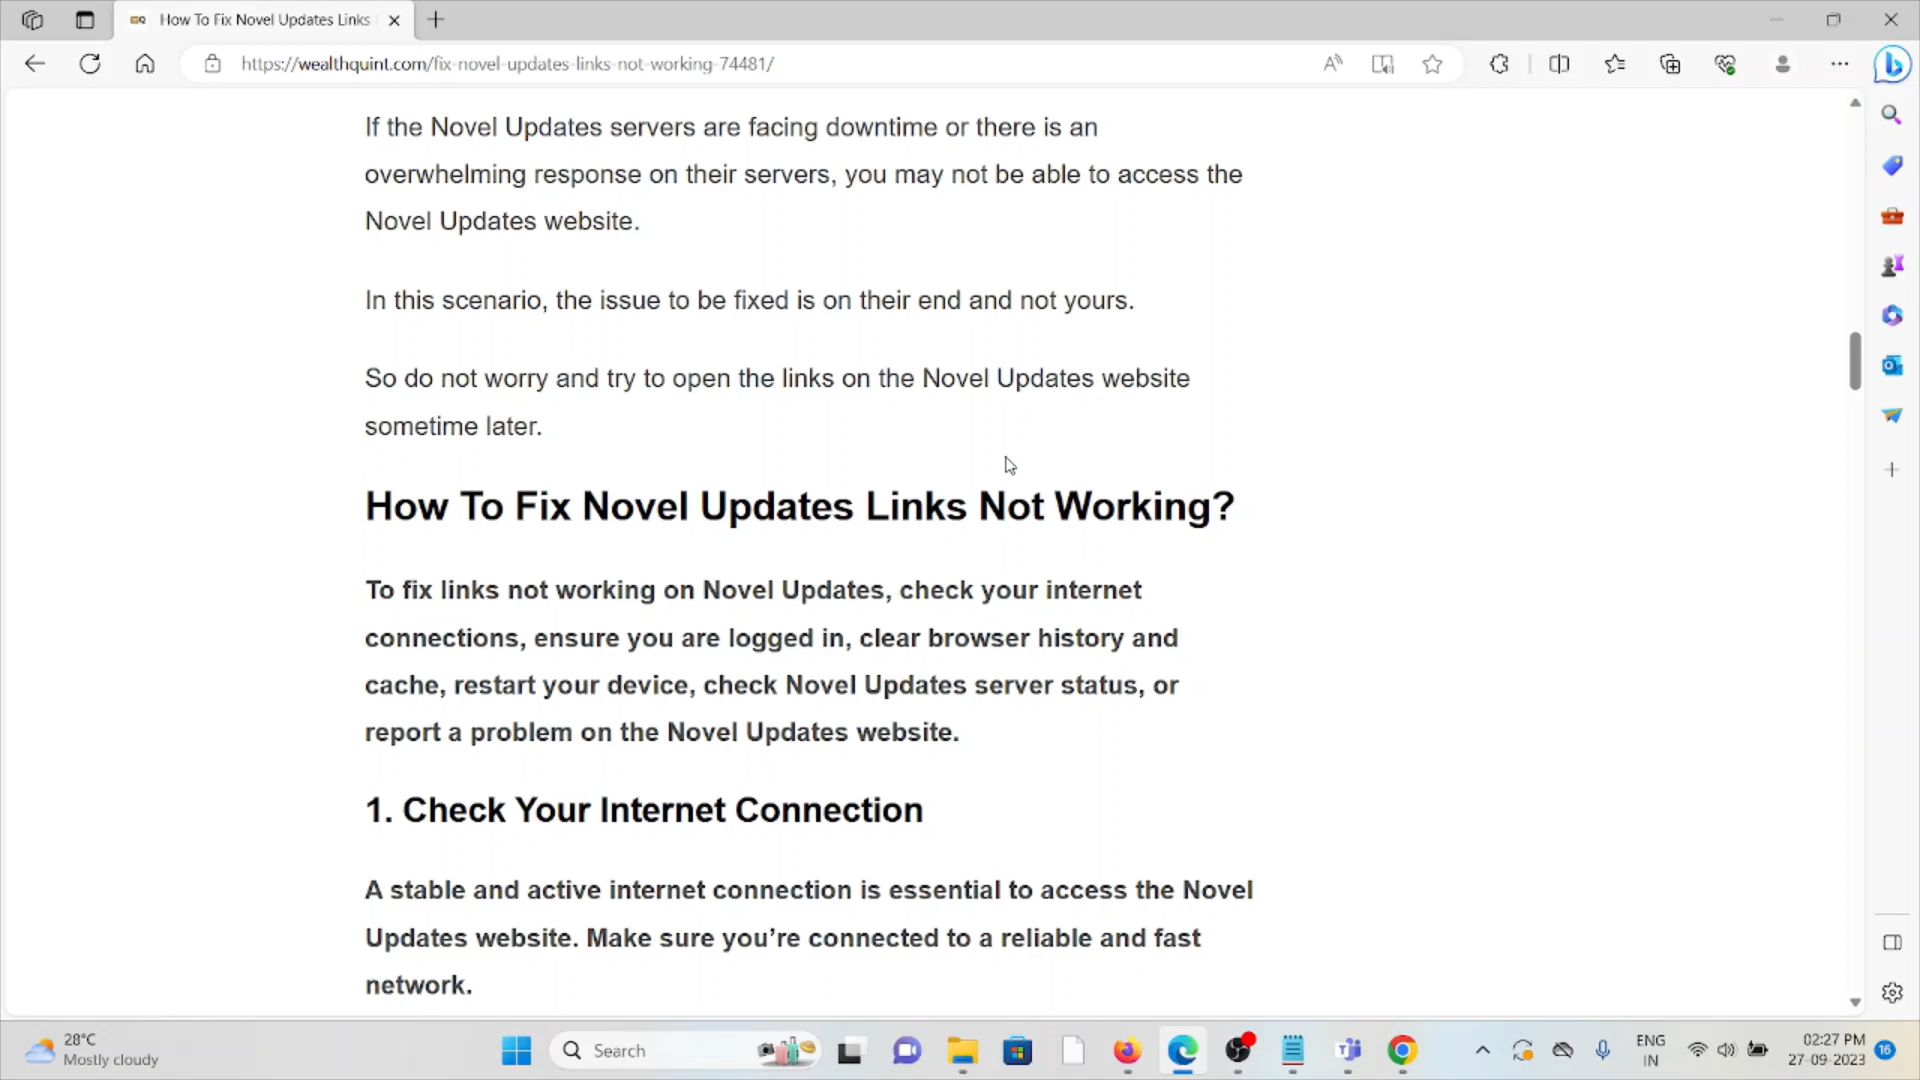 How To Fix Novel Updates Links
https://wealthquint.com/fix-novel-updates-links-not-working-74481/
If the Novel Updates servers are facing downtime or there is an
overwhelming response on their servers, you may not be able to access the
Novel Updates website.
In this scenario, the issue to be fixed is on their end and not yours.
So do not worry and try to open the links on the Novel Updates website
sometime later.
How To Fix Novel Updates Links Not Working?
To fix links not working on Novel Updates, check your internet
connections, ensure you are logged in, clear browser history and
cache, restart your device, check Novel Updates server status, or
report a problem on the Novel Updates website.
1. Check Your Internet Connection
A stable and active internet connection is essential to access the Novel
Updates website. Make sure you’re connected to a reliable and fast
network.
28°C
Mostly cloudy
Search
ENG
IN
02:27 PM
27-09-2023
16